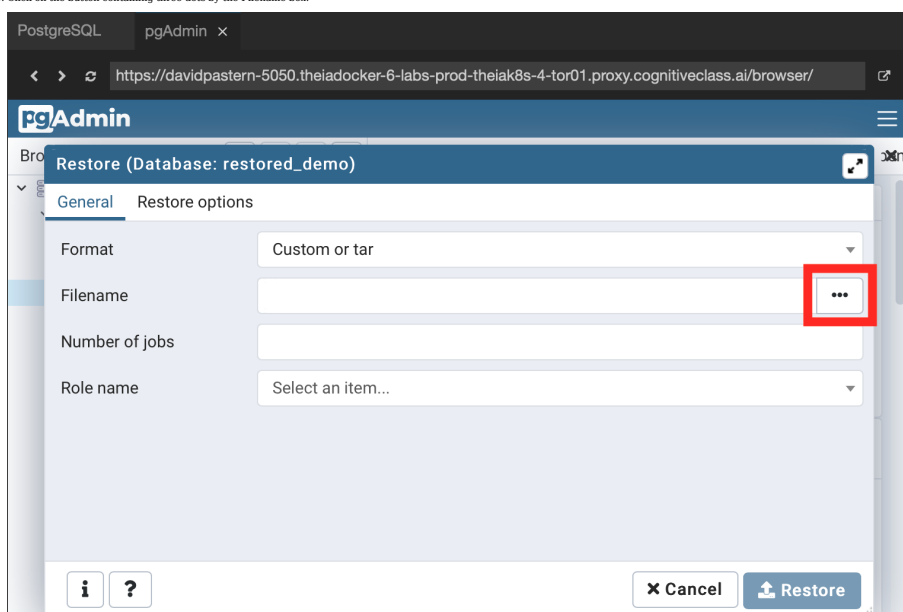 PostgreSQL pgAdmin ×
https://davidpastern-5050.theiadocker-6-labs-prod-theiak8s-4-tor01.proxy.cognitiveclass.ai/browser/
pgAdmin
Bro
Restore (Database: restored_demo)
General Restore options
Format Custom or tar
Filename •••
Number of jobs
Role name Select an item...
i ? × Cancel Restore